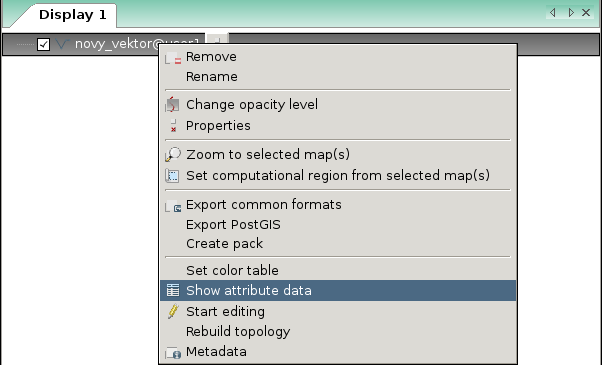 Display 1
novy_vektor@user1
Remove
Rename
Change opacity level
Properties
Zoom to selected map(s)
Set computational region from selected map(s)
Export common formats
Export PostGIS
Create pack
Set color table
Show attribute data
Start editing
Rebuild topology
Metadata